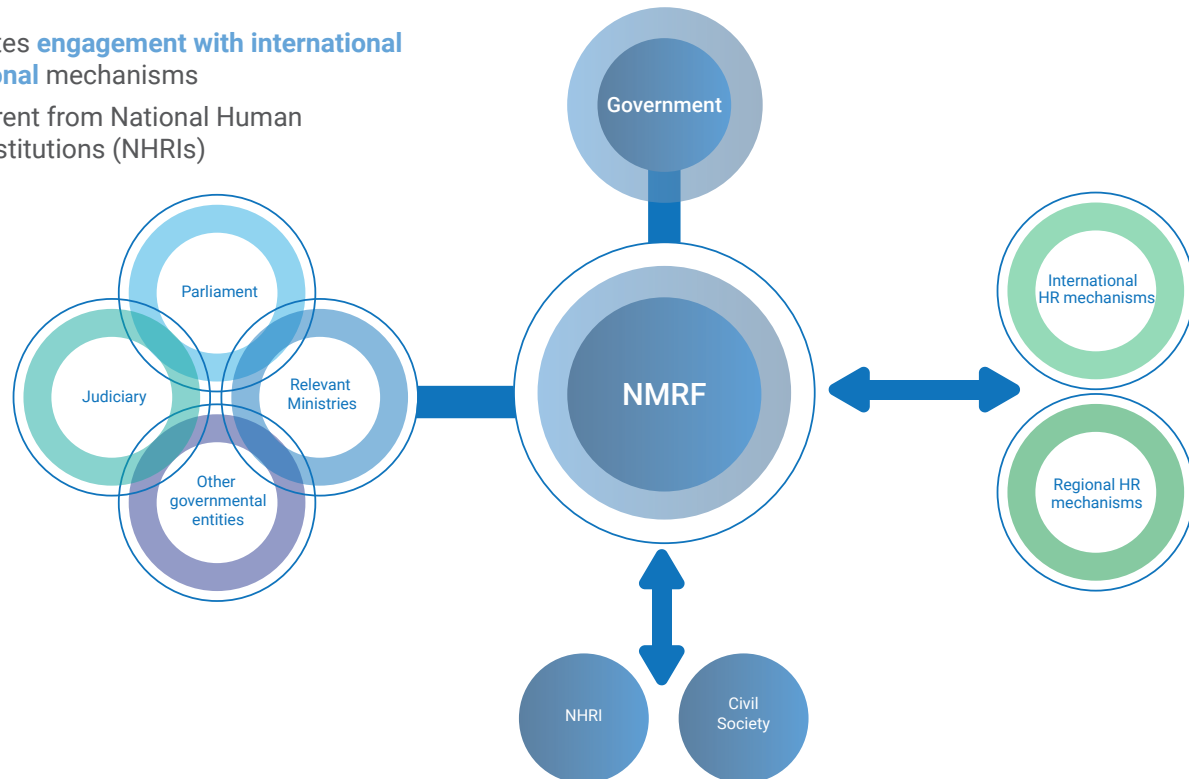 tes engagement with international
onal mechanisms
rent from National Human
stitutions (NHRIs)
Government
Parliament
Judiciary
Relevant
Ministries
Other
governmental
entities
NMRF
International
HR mechanisms
Regional HR
mechanisms
NHRI
Civil
Society